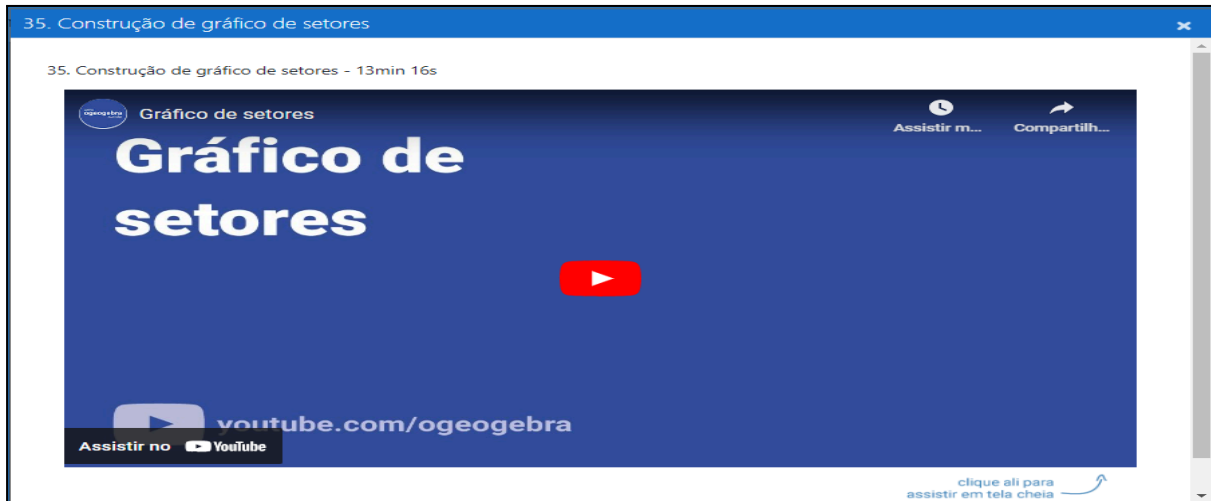 35. Construção de gráfico de setores
35. Construção de gráfico de setores - 13min 16s
ogeogebra
Gráfico de setores
Assistir m...
Compartilh...
Gráfico de
setores
youtube.com/ogeogebra
Assistir no YouTube
clique ali para
assistir em tela cheia